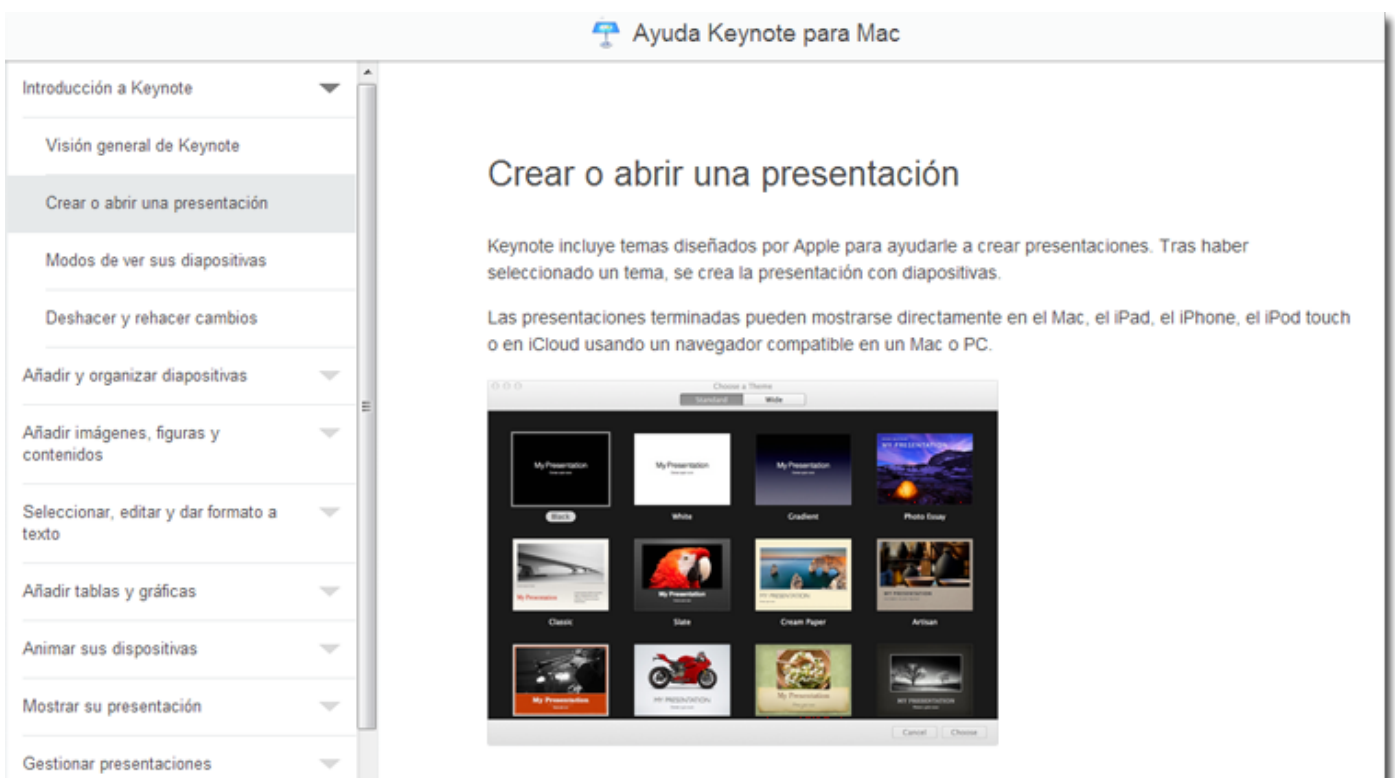 Ayuda Keynote para Mac
Introducción a Keynote
Visión general de Keynote
Crear o abrir una presentación
Modos de ver sus diapositivas
Deshacer y rehacer cambios
Añadir y organizar diapositivas
Añadir imágenes, figuras y
contenidos
Seleccionar, editar y dar formato a
texto
Añadir tablas y gráficas
Animar sus dispositivas
Mostrar su presentación
Gestionar presentaciones
Crear o abrir una presentación
Keynote incluye temas diseñados por Apple para ayudarle a crear presentaciones. Tras haber
seleccionado un tema, se crea la presentación con diapositivas.
Las presentaciones terminadas pueden mostrarse directamente en el Mac, el iPad, el iPhone, el iPod touch
o en iCloud usando un navegador compatible en un Mac o PC.
Choose a Theme
Standard Wide
My Presentation My Presentation My Presentation MY PRESENTATION
Black White Gradient Photo Essay
My Presentation My Presentation MY PRESENTATION MY PRESENTATION
Classic Slate Cream Paper Artisan
My Presentation MY PRESENTATION My Presentation MY PRESENTATION
Cancel Choose